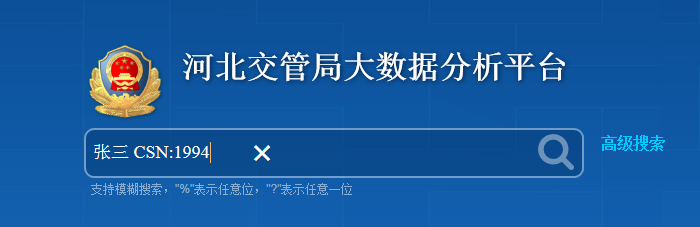 河北交管局大数据分析平台
张三 CSN:1994
高级搜索
支持模糊搜索，"%"表示任意位，"?"表示任意一位